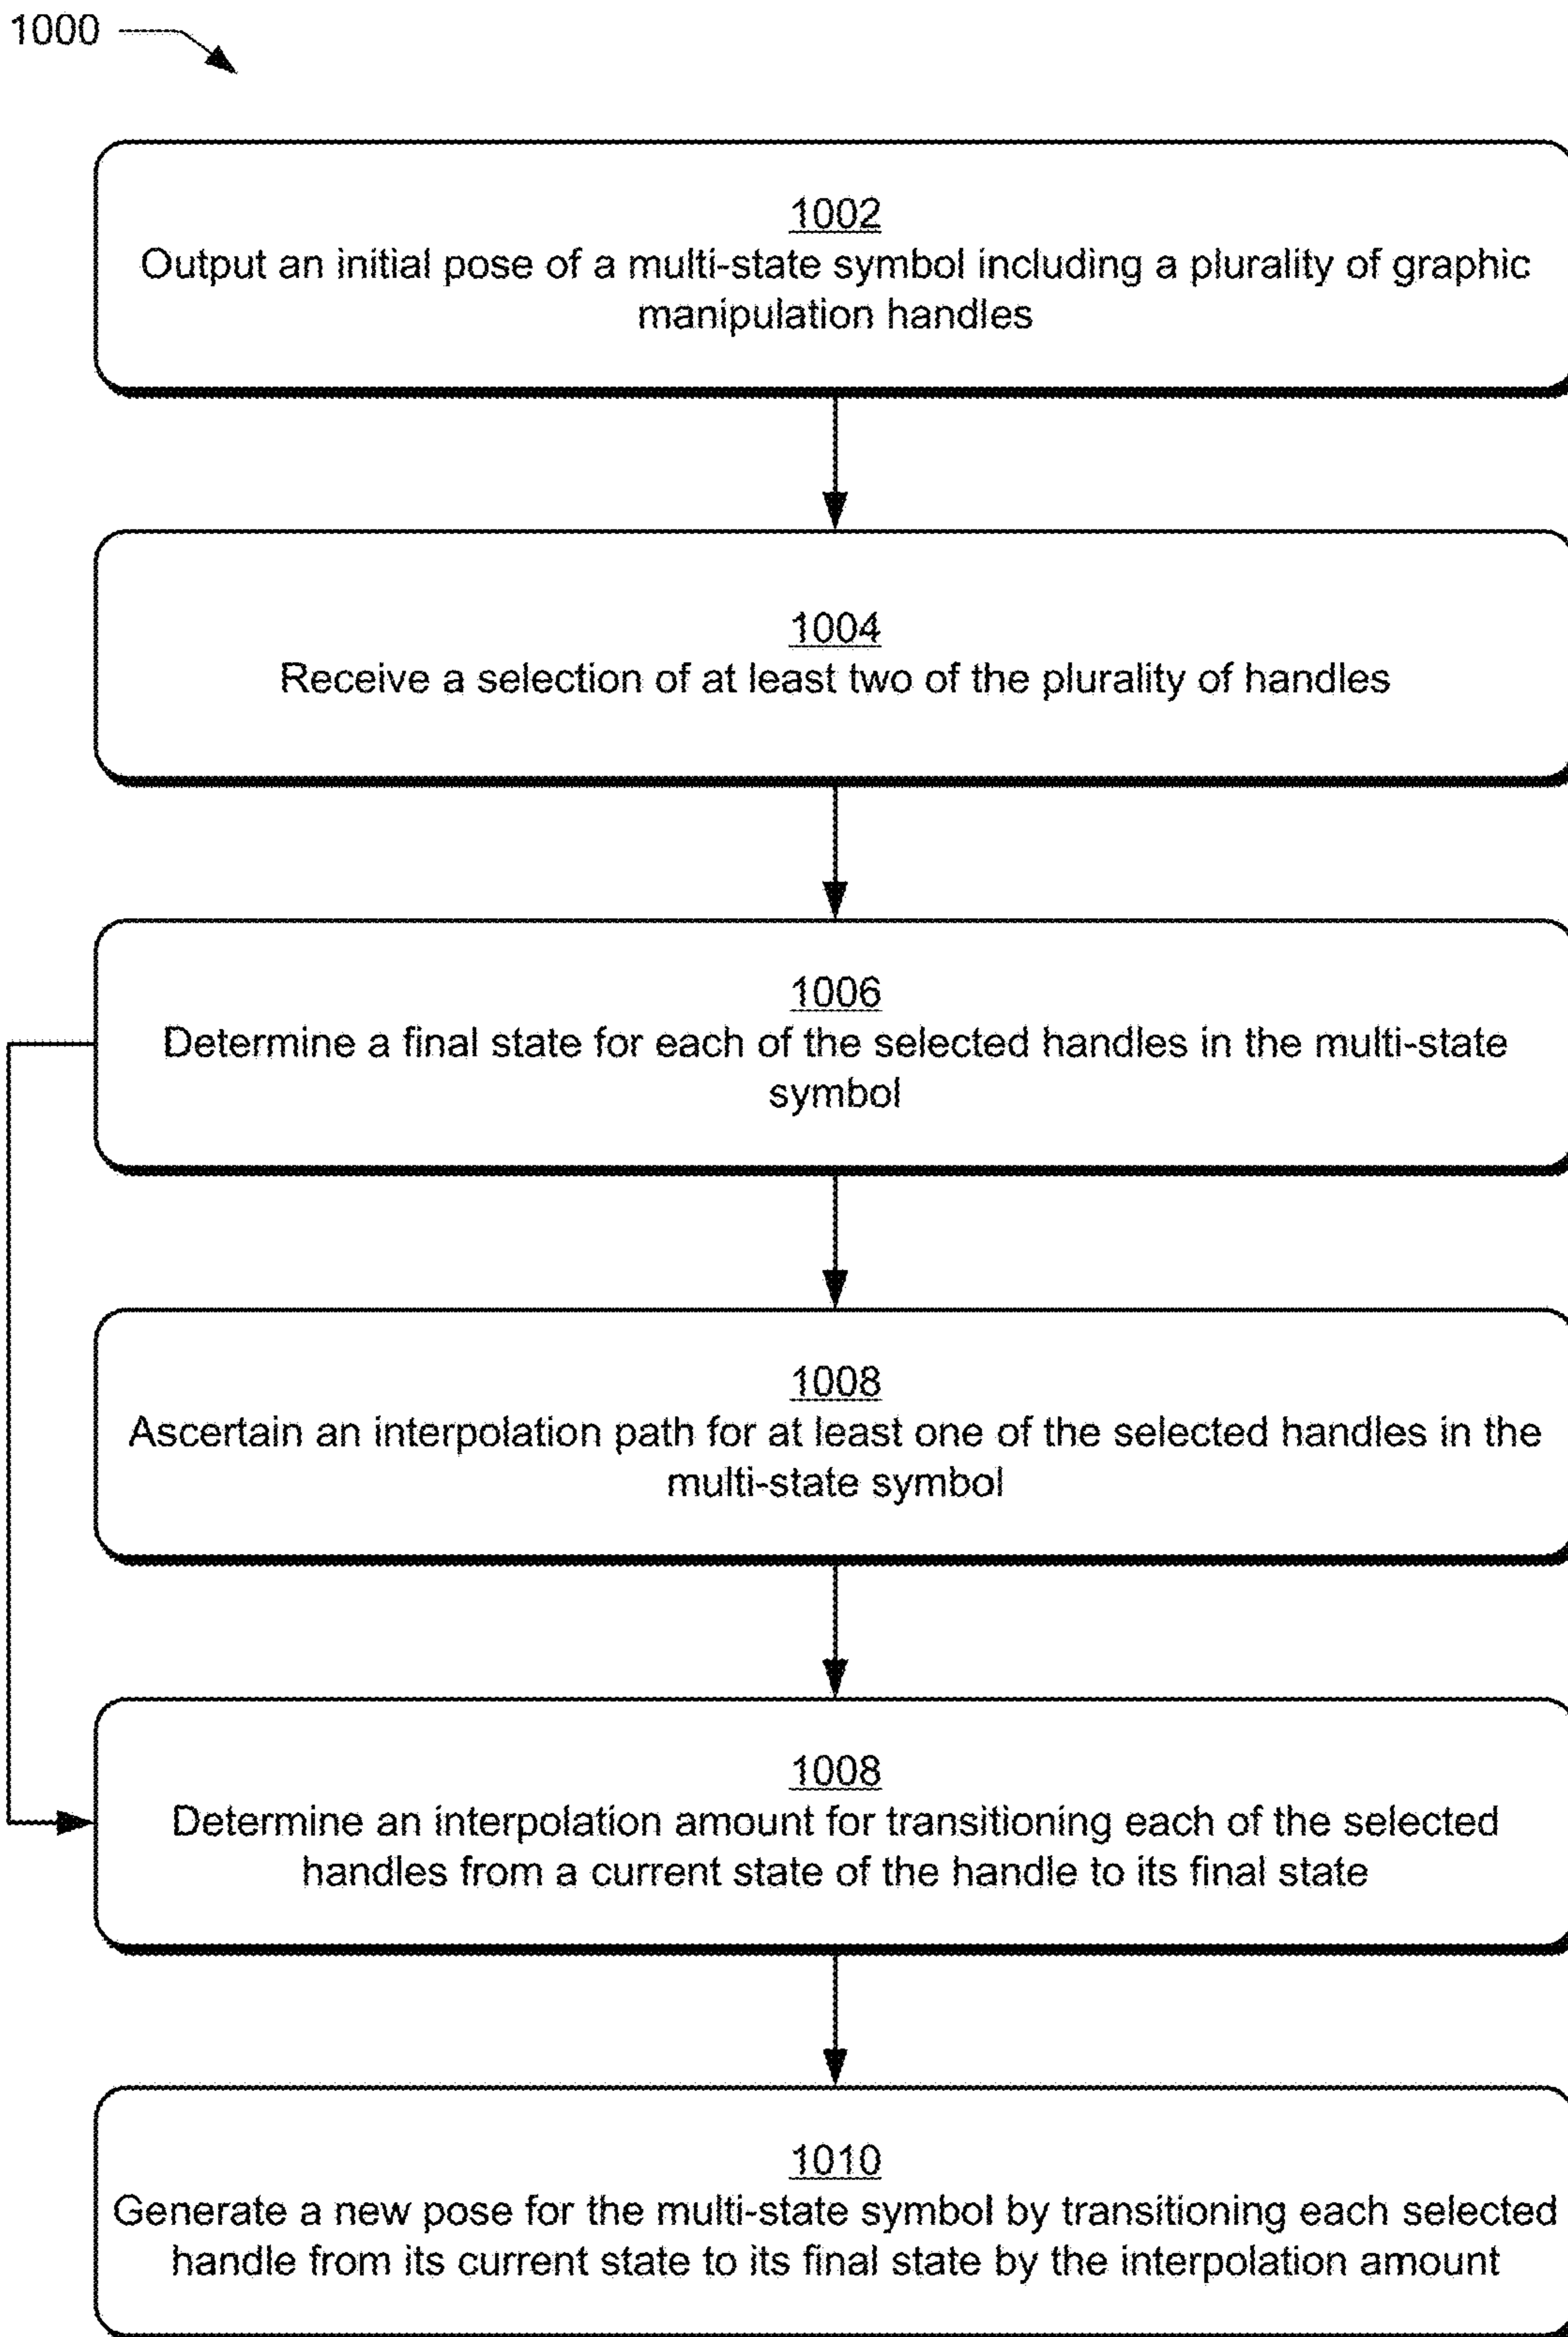 1000
1002
Output an initial pose of a multi-state symbol including a plurality of graphic
manipulation handles
1004
Receive a selection of at least two of the plurality of handles
1006
Determine a final state for each of the selected handles in the multi-state
symbol
1008
Ascertain an interpolation path for at least one of the selected handles in the
multi-state symbol
1008
Determine an interpolation amount for transitioning each of the selected
handles from a current state of the handle to its final state
1010
Generate a new pose for the multi-state symbol by transitioning each selected
handle from its current state to its final state by the interpolation amount